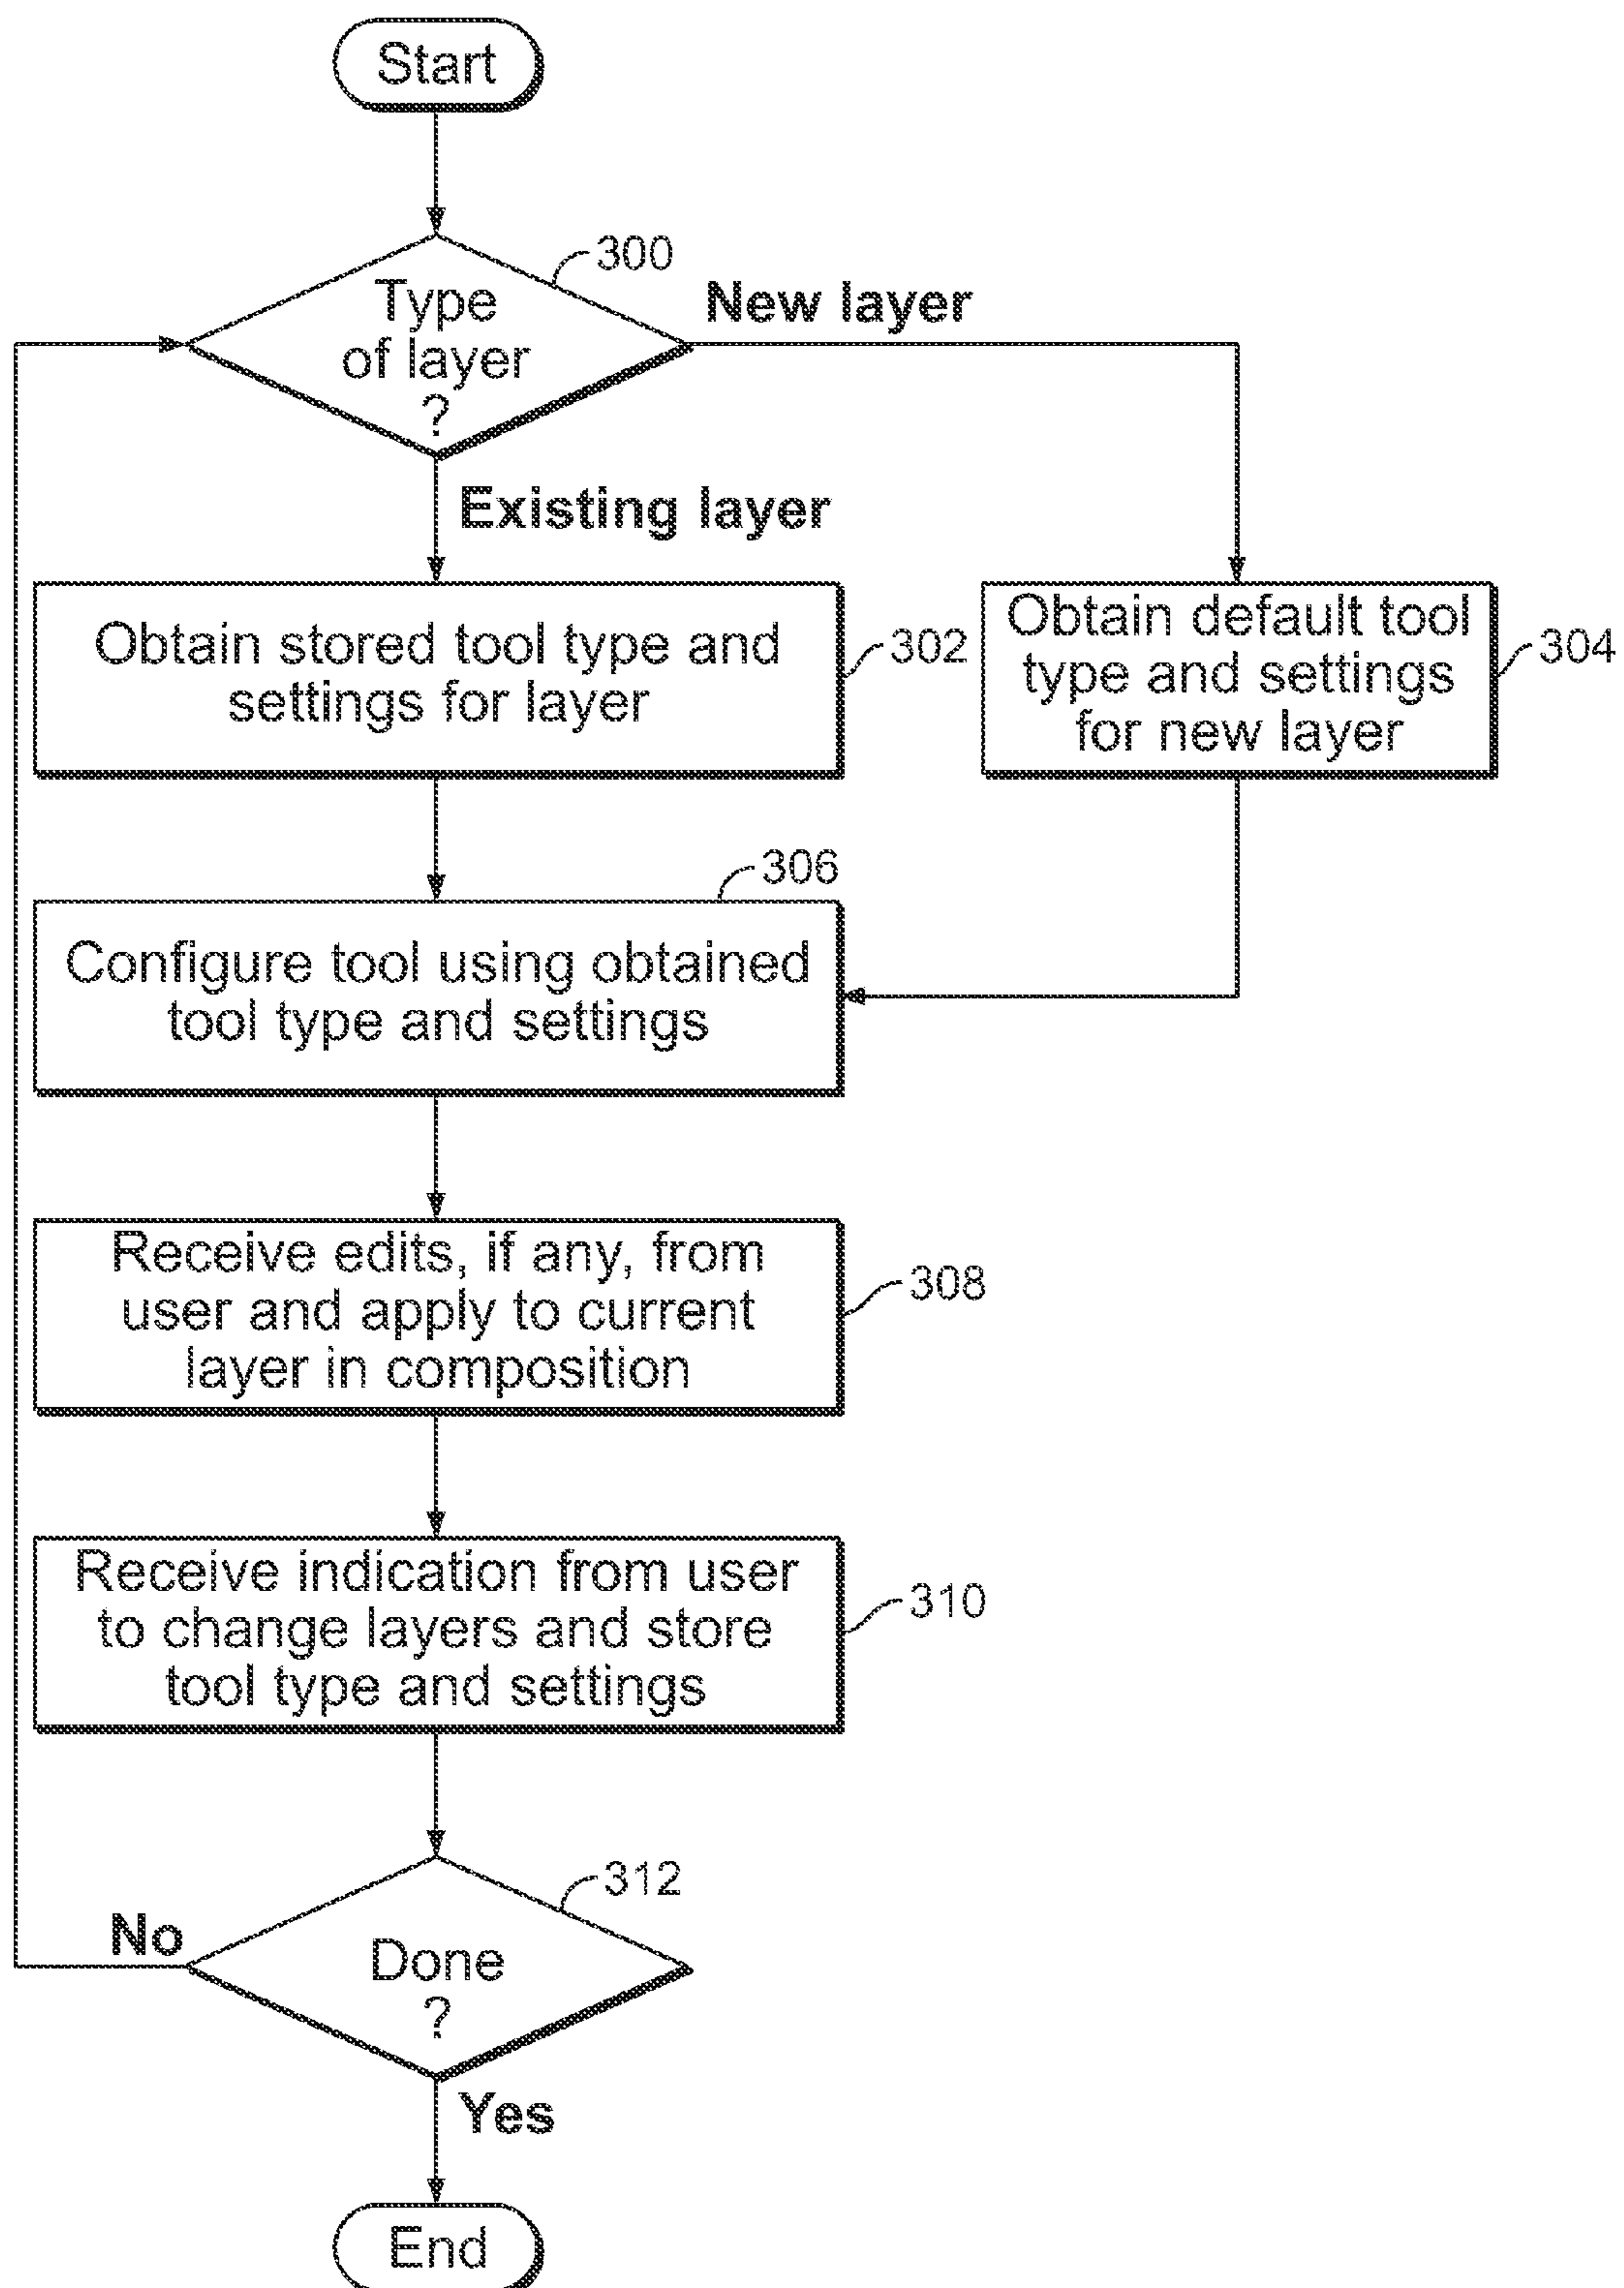 Start
300
Type
of layer
?
New layer
Existing layer
Obtain stored tool type and
settings for layer
302
Obtain default tool
type and settings
for new layer
304
306
Configure tool using obtained
tool type and settings
Receive edits, if any, from
user and apply to current
layer in composition
308
Receive indication from user
to change layers and store
tool type and settings
310
312
Done
?
No
Yes
End